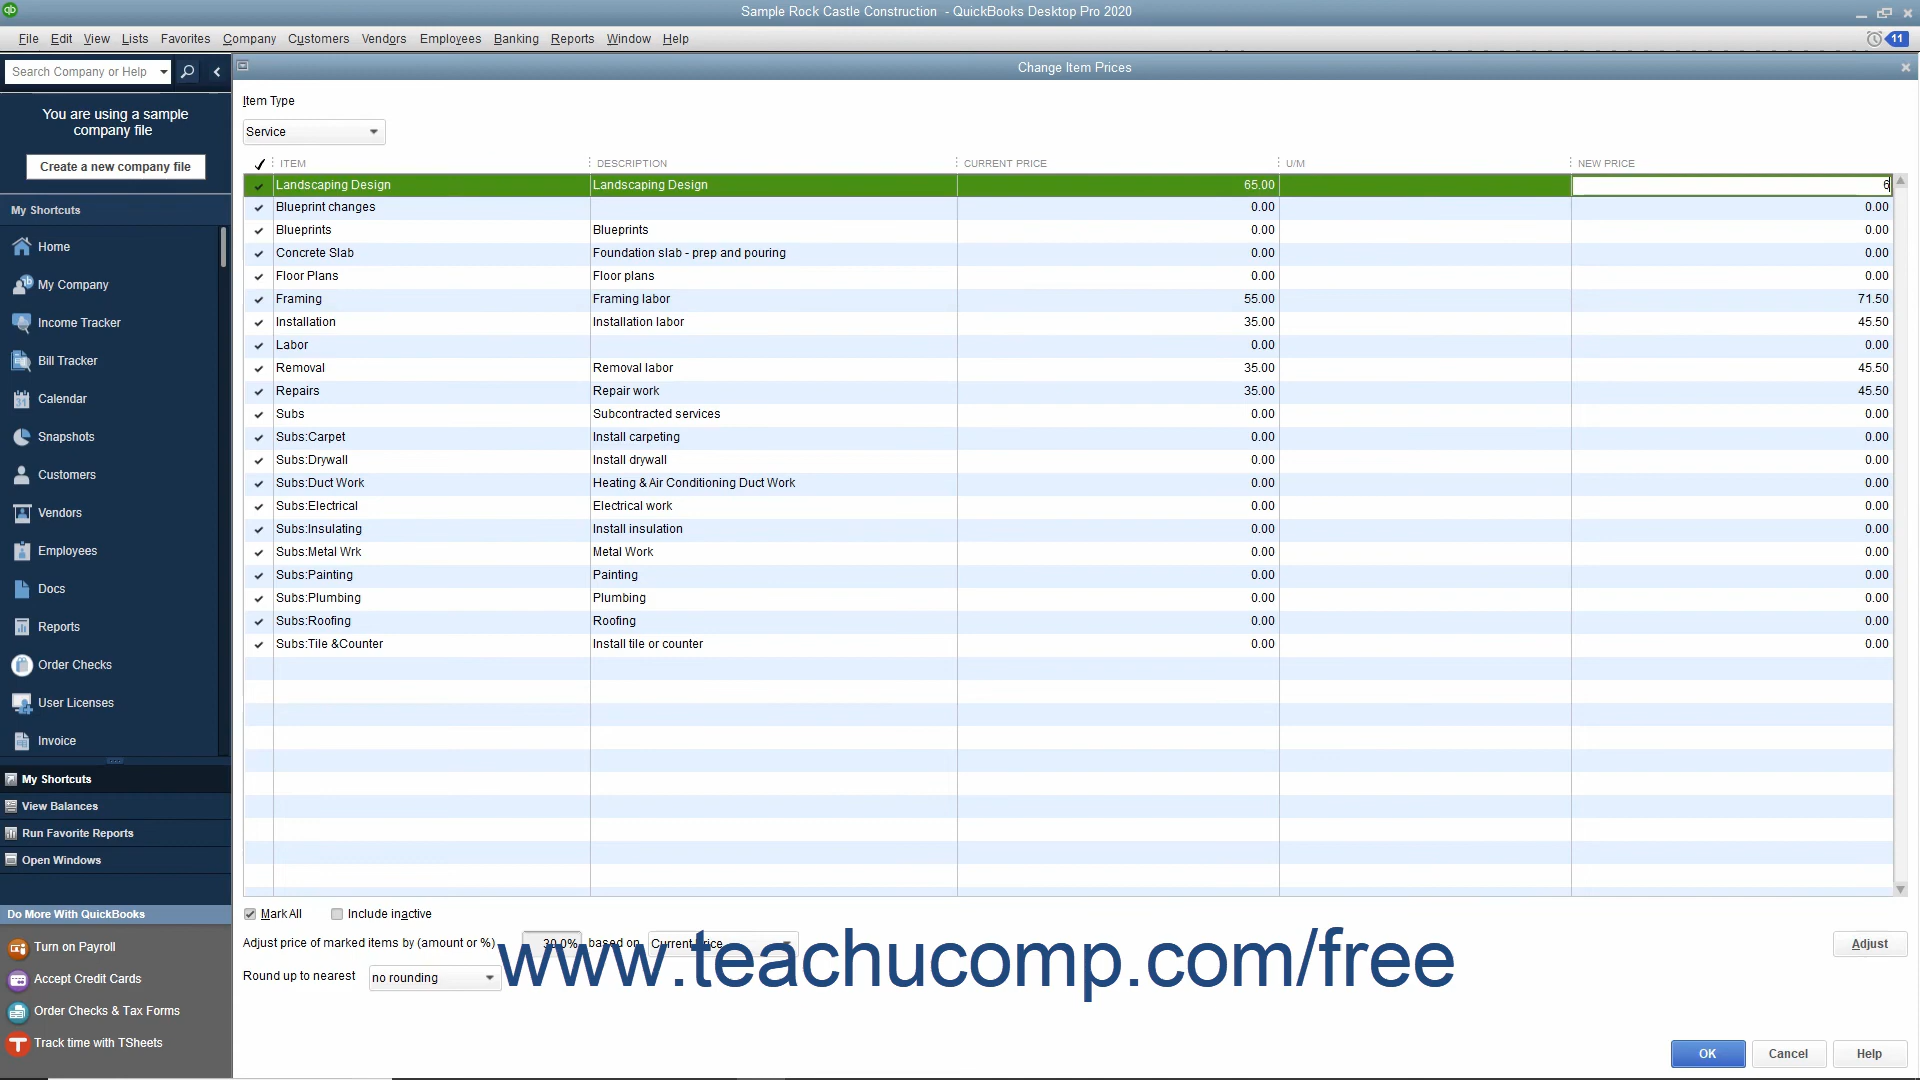 Sample Rock Castle Construction - QuickBooks Desktop Pro 2020
File Edit View Lists Favorites Company Customers Vendors Employees Banking Reports Window Help
11
Search Company or Help
Change Item Prices
You are using a sample
company file
Create a new company file
My Shortcuts
Home
My Company
Income Tracker
Bill Tracker
Calendar
Snapshots
Customers
Vendors
Employees
Docs
Reports
Order Checks
User Licenses
Invoice
My Shortcuts
View Balances
Run Favorite Reports
Open Windows
Do More With QuickBooks
Turn on Payroll
Accept Credit Cards
Order Checks & Tax Forms
Track time with TSheets
Item Type
Service
ITEM DESCRIPTION CURRENT PRICE U/M NEW PRICE
Landscaping Design Landscaping Design 65.00 6
Blueprint changes 0.00 0.00
Blueprints Blueprints 0.00 0.00
Concrete Slab Foundation slab - prep and pouring 0.00 0.00
Floor Plans Floor plans 0.00 0.00
Framing Framing labor 55.00 71.50
Installation Installation labor 35.00 45.50
Labor 0.00 0.00
Removal Removal labor 35.00 45.50
Repairs Repair work 35.00 45.50
Subs Subcontracted services 0.00 0.00
Subs:Carpet Install carpeting 0.00 0.00
Subs:Drywall Install drywall 0.00 0.00
Subs:Duct Work Heating & Air Conditioning Duct Work 0.00 0.00
Subs:Electrical Electrical work 0.00 0.00
Subs:Insulating Install insulation 0.00 0.00
Subs:Metal Wrk Metal Work 0.00 0.00
Subs:Painting Painting 0.00 0.00
Subs:Plumbing Plumbing 0.00 0.00
Subs:Roofing Roofing 0.00 0.00
Subs:Tile &Counter Install tile or counter 0.00 0.00
Mark All Include inactive
Adjust price of marked items by (amount or %) 30.0% based on Current Price Adjust
Round up to nearest no rounding
www.teachucomp.com/free
OK Cancel Help